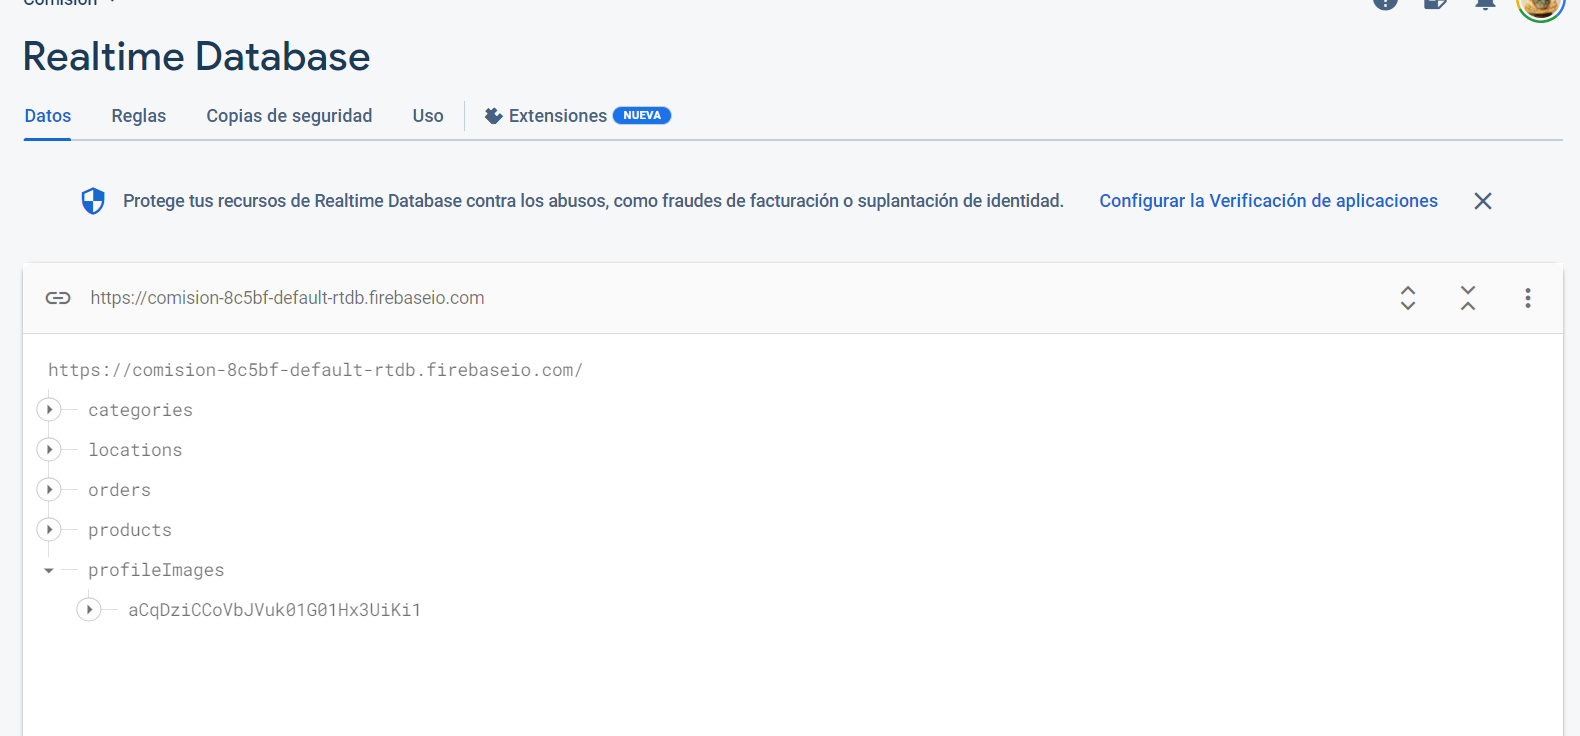 Comisión
Realtime Database
Datos Reglas Copias de seguridad Uso Extensiones NUEVA
Protege tus recursos de Realtime Database contra los abusos, como fraudes de facturación o suplantación de identidad. Configurar la Verificación de aplicaciones
https://comision-8c5bf-default-rtdb.firebaseio.com
https://comision-8c5bf-default-rtdb.firebaseio.com/
categories
locations
orders
products
profileImages
aCqDziCCoVbJVuk01G01Hx3UiKi1